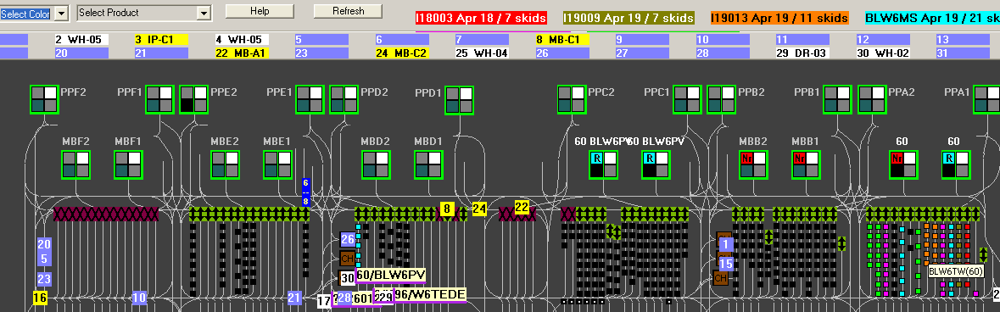 Select Color Select Product Help Refresh I18003 Apr 18 / 7 skids I19009 Apr 19 / 7 skids I19013 Apr 19 / 11 skids BLW6MS Apr 19 / 21 sk
2 WH-05 3 IP-C1 4 WH-05 5 6 7 8 MB-C1 9 10 11 12 13
20 21 22 MB-A1 23 24 MB-C2 25 WH-04 26 27 28 29 DR-03 30 WH-02 31
PPF2 PPF1 PPE2 PPE1 PPD2 PPD1 PPC2 PPC1 PPB2 PPB1 PPA2 PPA1
MBF2 MBF1 MBE2 MBE1 MBD2 MBD1 60 BLW6PV 60 BLW6PV MBB2 MBB1 60 60
R R Nr Nr Nr R
6
8
8 24 22
20 26 1
5 CH 15
23 30 60/BLW6PV CH BLW6TW(60)
16 10 21 17 28 601 229 96/W6TEDE 2